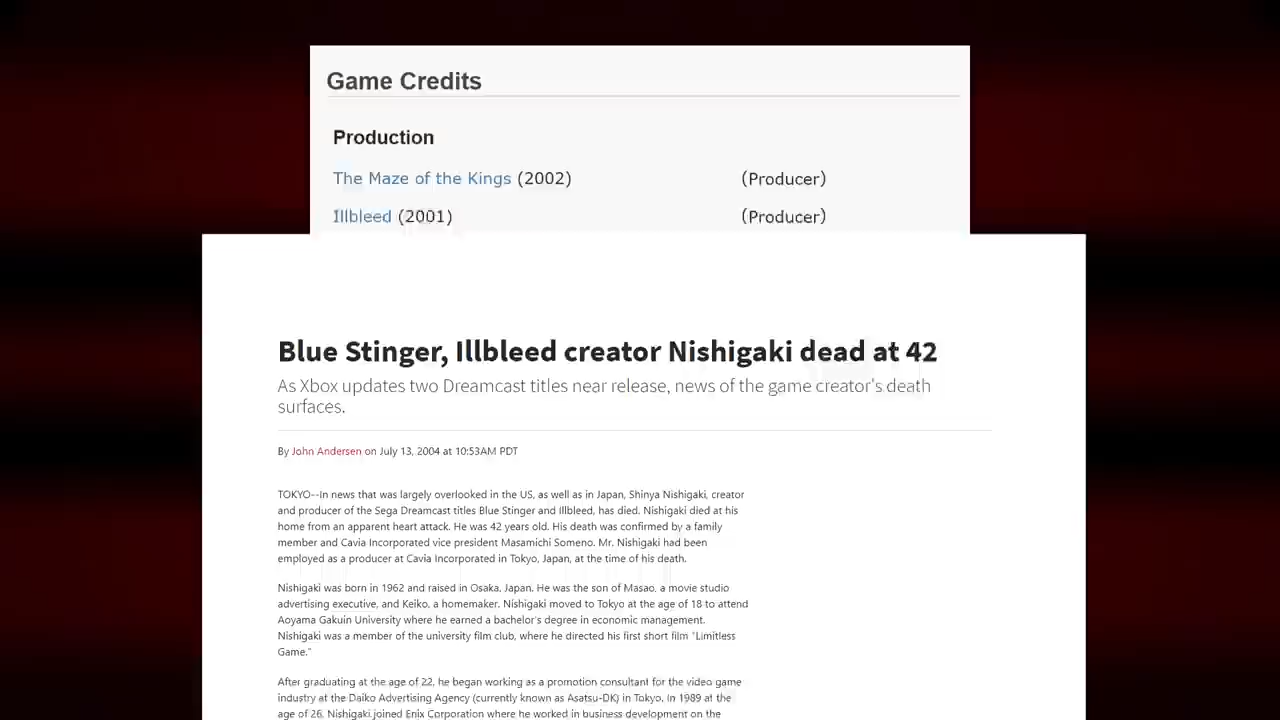 Game Credits
Production
The Maze of the Kings (2002) (Producer)
Illbleed (2001) (Producer)
Blue Stinger, Illbleed creator Nishigaki dead at 42
As Xbox updates two Dreamcast titles near release, news of the game creator's death
surfaces.
By John Andersen on July 13, 2004 at 10:53AM PDT
TOKYO--In news that was largely overlooked in the US, as well as in Japan, Shinya Nishigaki, creator
and producer of the Sega Dreamcast titles Blue Stinger and Illbleed, has died. Nishigaki died at his
home from an apparent heart attack. He was 42 years old. His death was confirmed by a family
member and Cavia Incorporated vice president Masamichi Someno. Mr. Nishigaki had been
employed as a producer at Cavia Incorporated in Tokyo, Japan, at the time of his death.
Nishigaki was born in 1962 and raised in Osaka, Japan. He was the son of Masao, a movie studio
advertising executive, and Keiko, a homemaker. Nishigaki moved to Tokyo at the age of 18 to attend
Aoyama Gakuin University where he earned a bachelor's degree in economic management.
Nishigaki was a member of the university film club, where he directed his first short film "Limitless
Game."
After graduating at the age of 22, he began working as a promotion consultant for the video game
industry at the Daiko Advertising Agency (currently known as Asatsu-DK) in Tokyo. In 1989 at the
age of 26, Nishigaki joined Enix Corporation where he worked in business development on the